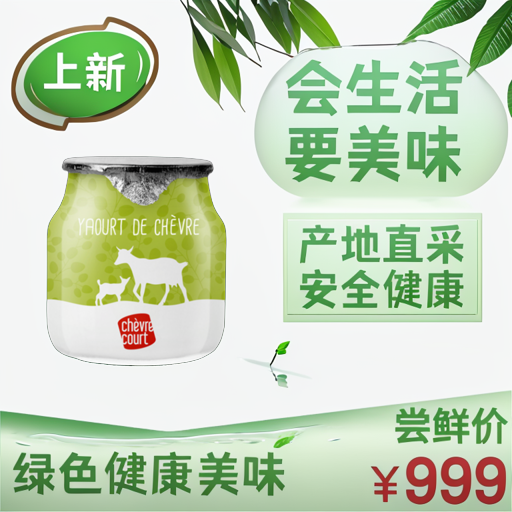 上新
会生活
要美味
YAOURT DE CHÈVRE
产地直采
安全健康
chèvre
court
尝鲜价
绿色健康美味
￥999